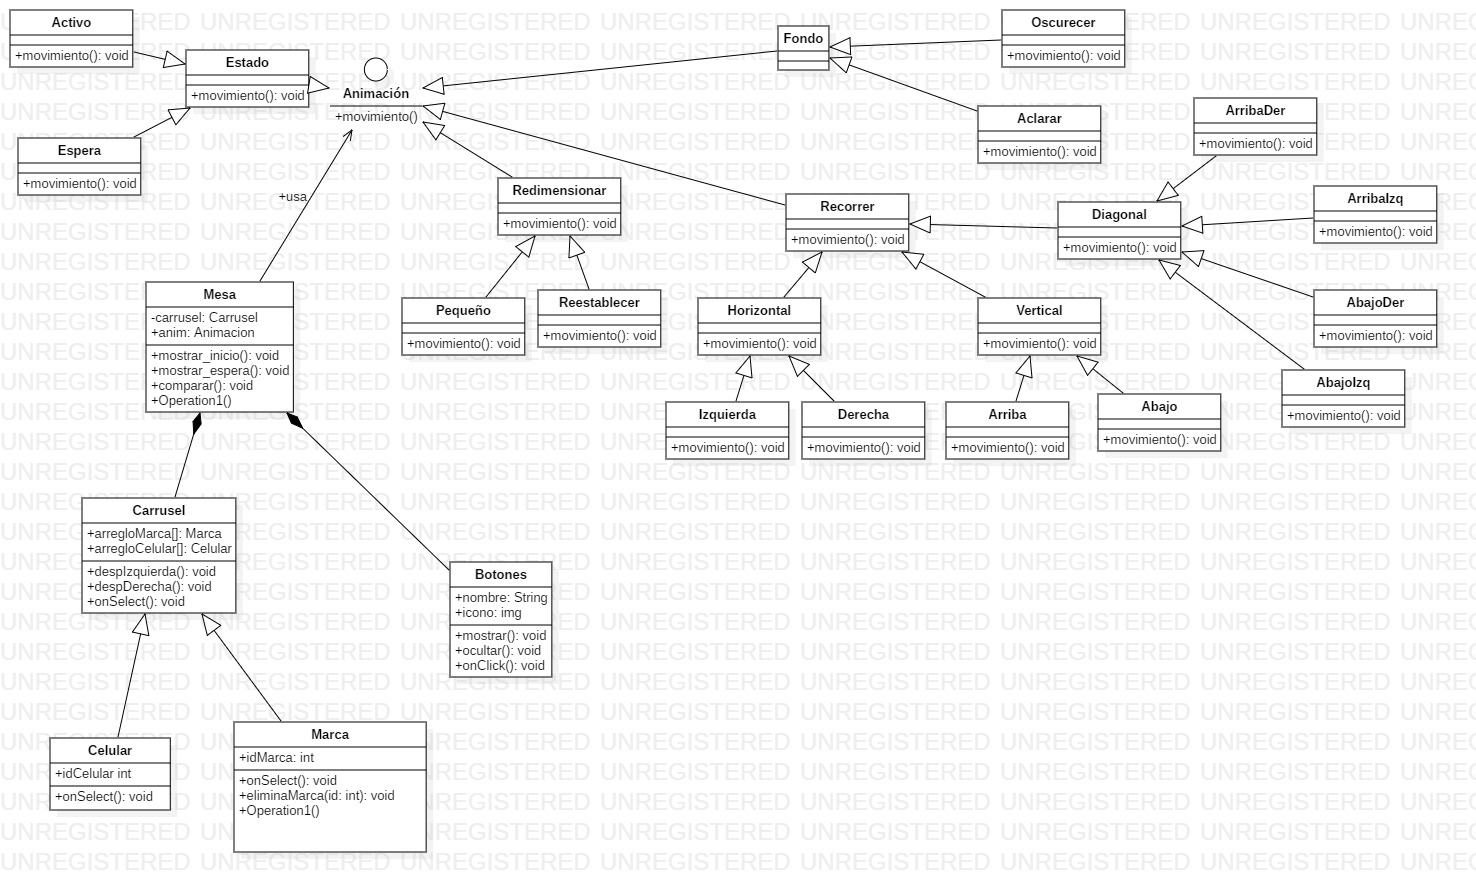 Activo
+movimiento(): void
Estado
+movimiento(): void
Espera
+movimiento(): void
Animación
+movimiento()
+usa
Fondo
Oscurecer
+movimiento(): void
Aclarar
+movimiento(): void
Redimensionar
+movimiento(): void
Pequeño
+movimiento(): void
Reestablecer
+movimiento(): void
Recorrer
+movimiento(): void
Horizontal
+movimiento(): void
Izquierda
+movimiento(): void
Derecha
+movimiento(): void
Vertical
+movimiento(): void
Arriba
+movimiento(): void
Abajo
+movimiento(): void
Diagonal
+movimiento(): void
ArribaDer
+movimiento(): void
ArribaIzq
+movimiento(): void
AbajoDer
+movimiento(): void
AbajoIzq
+movimiento(): void
Mesa
-carrusel: Carrusel
+anim: Animacion
+mostrar_inicio(): void
+mostrar_espera(): void
+comparar(): void
+Operation1()
Carrusel
+arregloMarca[]: Marca
+arregloCelular[]: Celular
+despIzquierda(): void
+despDerecha(): void
+onSelect(): void
Botones
+nombre: String
+icono: img
+mostrar(): void
+ocultar(): void
+onClick(): void
Celular
+idCelular int
+onSelect(): void
Marca
+idMarca: int
+onSelect(): void
+eliminaMarca(id: int): void
+Operation1()
UNREGISTERED